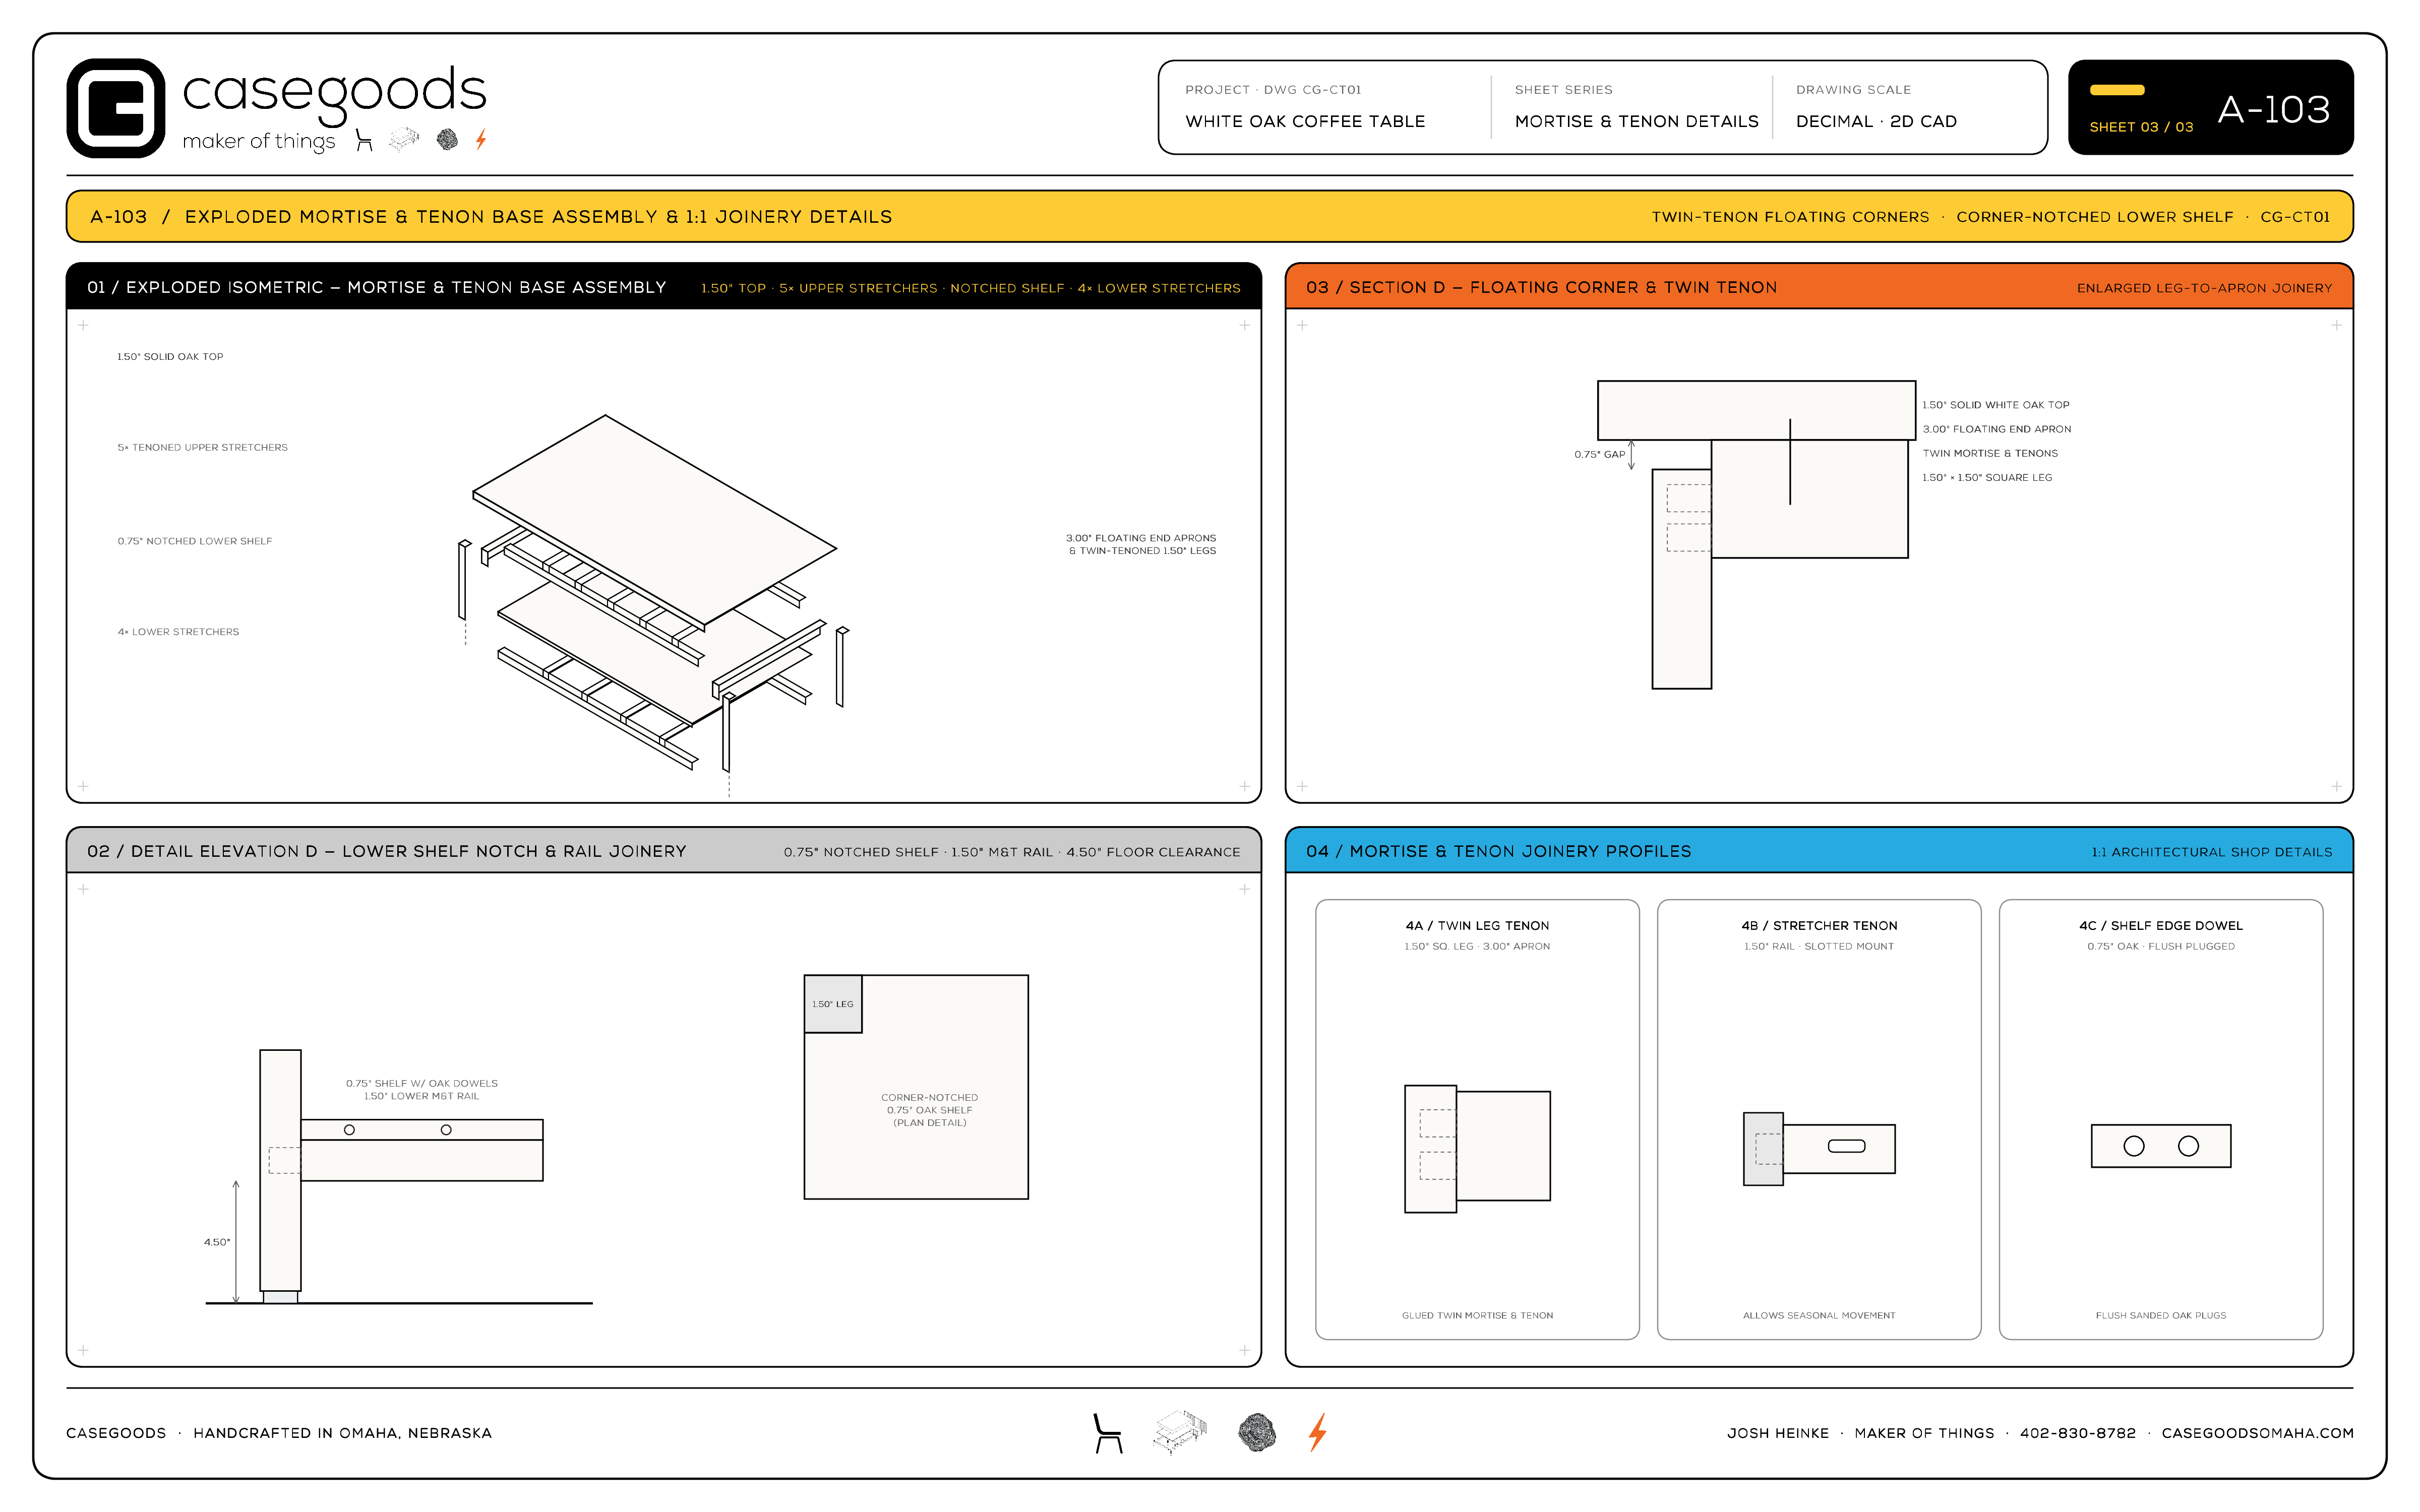 casegoods
maker of things
PROJECT · DWG CG-CT01
WHITE OAK COFFEE TABLE
SHEET SERIES
MORTISE & TENON DETAILS
DRAWING SCALE
DECIMAL · 2D CAD
SHEET 03 / 03
A-103
A-103 / EXPLODED MORTISE & TENON BASE ASSEMBLY & 1:1 JOINERY DETAILS
TWIN-TENON FLOATING CORNERS · CORNER-NOTCHED LOWER SHELF · CG-CT01
01 / EXPLODED ISOMETRIC – MORTISE & TENON BASE ASSEMBLY
1.50" TOP · 5× UPPER STRETCHERS · NOTCHED SHELF · 4× LOWER STRETCHERS
1.50" SOLID OAK TOP
5× TENONED UPPER STRETCHERS
0.75" NOTCHED LOWER SHELF
4× LOWER STRETCHERS
3.00" FLOATING END APRONS
& TWIN-TENONED 1.50" LEGS
03 / SECTION D – FLOATING CORNER & TWIN TENON
ENLARGED LEG-TO-APRON JOINERY
1.50" SOLID WHITE OAK TOP
3.00" FLOATING END APRON
TWIN MORTISE & TENONS
1.50" × 1.50" SQUARE LEG
0.75" GAP
02 / DETAIL ELEVATION D – LOWER SHELF NOTCH & RAIL JOINERY
0.75" NOTCHED SHELF · 1.50" M&T RAIL · 4.50" FLOOR CLEARANCE
0.75" SHELF W/ OAK DOWELS
1.50" LOWER M&T RAIL
4.50"
1.50" LEG
CORNER-NOTCHED
0.75" OAK SHELF
(PLAN DETAIL)
04 / MORTISE & TENON JOINERY PROFILES
1:1 ARCHITECTURAL SHOP DETAILS
4A / TWIN LEG TENON
1.50" SQ. LEG · 3.00" APRON
GLUED TWIN MORTISE & TENON
4B / STRETCHER TENON
1.50" RAIL · SLOTTED MOUNT
ALLOWS SEASONAL MOVEMENT
4C / SHELF EDGE DOWEL
0.75" OAK · FLUSH PLUGGED
FLUSH SANDED OAK PLUGS
CASEGOODS · HANDCRAFTED IN OMAHA, NEBRASKA
JOSH HEINKE · MAKER OF THINGS · 402-830-8782 · CASEGOODSOMAHA.COM